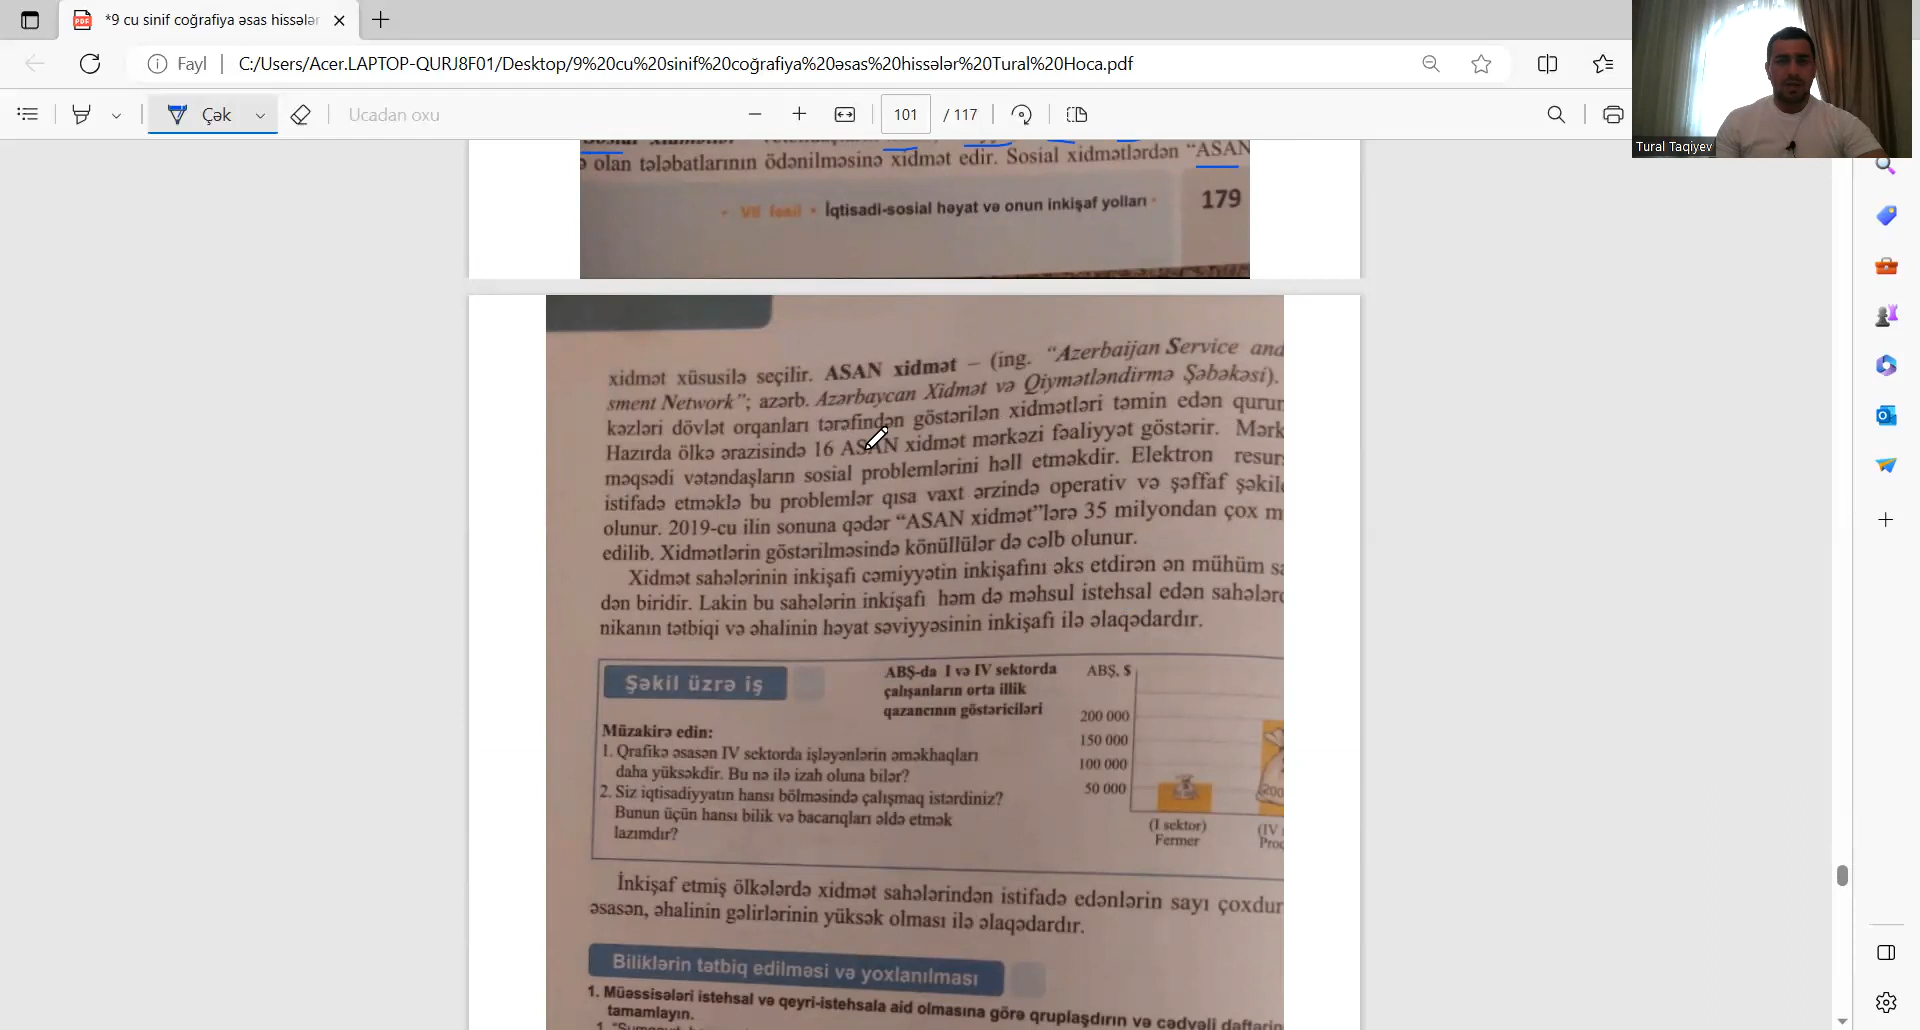 *9 cu sinif coğrafiya əsas hissələr
Fayl
C:/Users/Acer.LAPTOP-QURJ8F01/Desktop/9%20cu%20sinif%20coğrafiya%20əsas%20hissələr%20Tural%20Hoca.pdf
Çək
Ucadan oxu
101 / 117
Tural Taqiyev
ə olan tələbatlarının ödənilməsinə xidmət edir. Sosial xidmətlərdən “ASAN
• VII fəsil • İqtisadi-sosial həyat və onun inkişaf yolları •
179
xidmət xüsusilə seçilir. ASAN xidmət – (ing. “Azerbaijan Service and
sment Network”; azərb. Azərbaycan Xidmət və Qiymətləndirmə Şəbəkəsi).
kəzləri dövlət orqanları tərəfindən göstərilən xidmətləri təmin edən qurum
Hazırda ölkə ərazisində 16 ASAN xidmət mərkəzi fəaliyyət göstərir. Mərk
məqsədi vətəndaşların sosial problemlərini həll etməkdir. Elektron resur
istifadə etməklə bu problemlər qısa vaxt ərzində operativ və şəffaf şəkil
olunur. 2019-cu ilin sonuna qədər “ASAN xidmət”lərə 35 milyondan çox m
edilib. Xidmətlərin göstərilməsində könüllülər də cəlb olunur.
Xidmət sahələrinin inkişafı cəmiyyətin inkişafını əks etdirən ən mühüm sa
dən biridir. Lakin bu sahələrin inkişafı həm də məhsul istehsal edən sahələr
nikanın tətbiqi və əhalinin həyat səviyyəsinin inkişafı ilə əlaqədardır.
Şəkil üzrə iş
ABŞ-da I və IV sektorda
çalışanların orta illik
qazancının göstəriciləri
ABŞ, $
200 000
150 000
100 000
50 000
(I sektor)
Fermer
(IV
Müzakirə edin:
1. Qrafikə əsasən IV sektorda işləyənlərin əməkhaqları
daha yüksəkdir. Bu nə ilə izah oluna bilər?
2. Siz iqtisadiyyatın hansı bölməsində çalışmaq istərdiniz?
Bunun üçün hansı bilik və bacarıqları əldə etmək
lazımdır?
İnkişaf etmiş ölkələrdə xidmət sahələrindən istifadə edənlərin sayı çoxdur
əsasən, əhalinin gəlirlərinin yüksək olması ilə əlaqədardır.
Biliklərin tətbiq edilməsi və yoxlanılması
1. Müəssisələri istehsal və qeyri-istehsala aid olmasına görə qruplaşdırın və cədvəli dəftərin
tamamlayın.